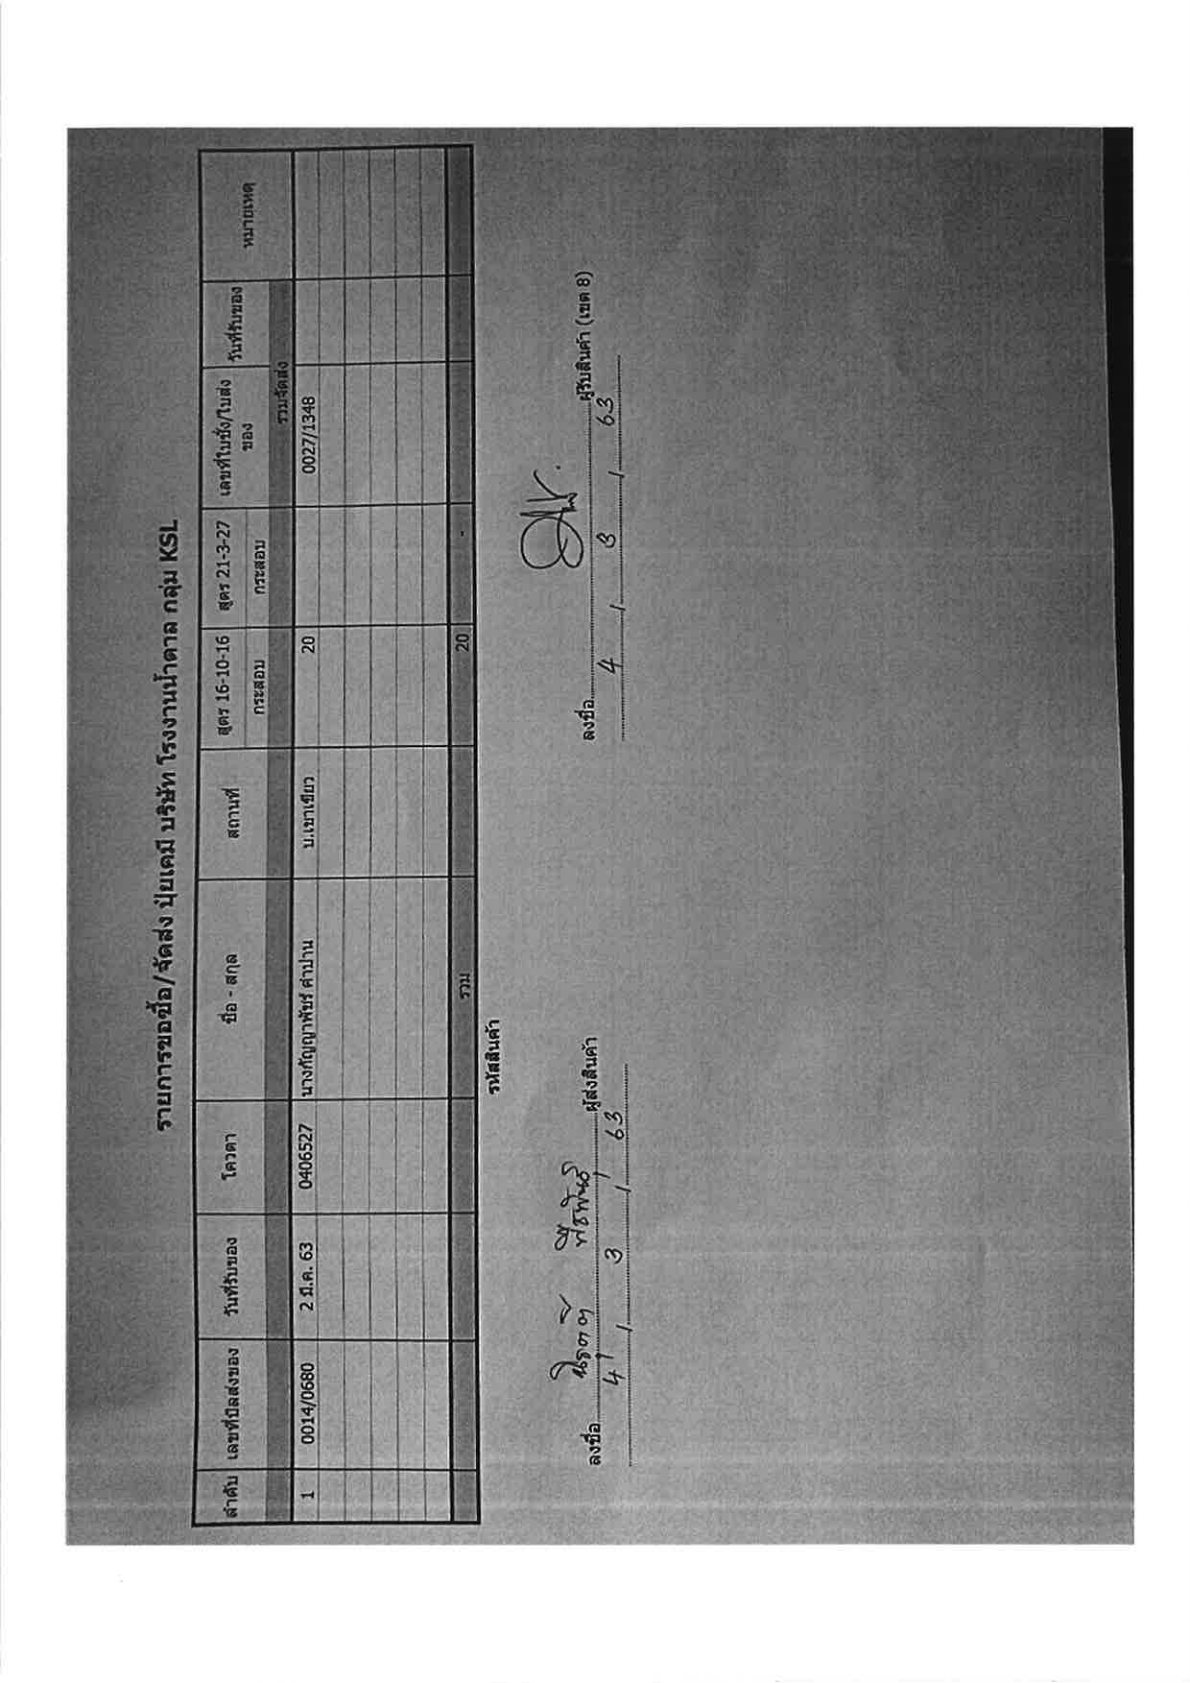 รายการขอซื้อ/จัดส่ง ปุ๋ยเคมี บริษัท โรงงานน้ำตาล กลุ่ม KSL
ลำดับ เลขที่บิลส่งของ วันที่รับของ โควตา ชื่อ - สกุล สถานที่ สูตร 16-10-16 สูตร 21-3-27 เลขที่ใบชั่ง/ใบส่งของ วันที่รับของ หมายเหตุ
กระสอบ กระสอบ
รวมจัดส่ง
1 0014/0680 2 มี.ค. 63 0406527 นางกัญญาพัชร์ คำปาน บ.เขาเขียว 20 0027/1348
รวม 20 -
รหัสสินค้า
ลงชื่อ ผู้ส่งสินค้า ลงชื่อ ผู้รับสินค้า (เขต 8)
4 / 3 / 63 4 / 3 / 63